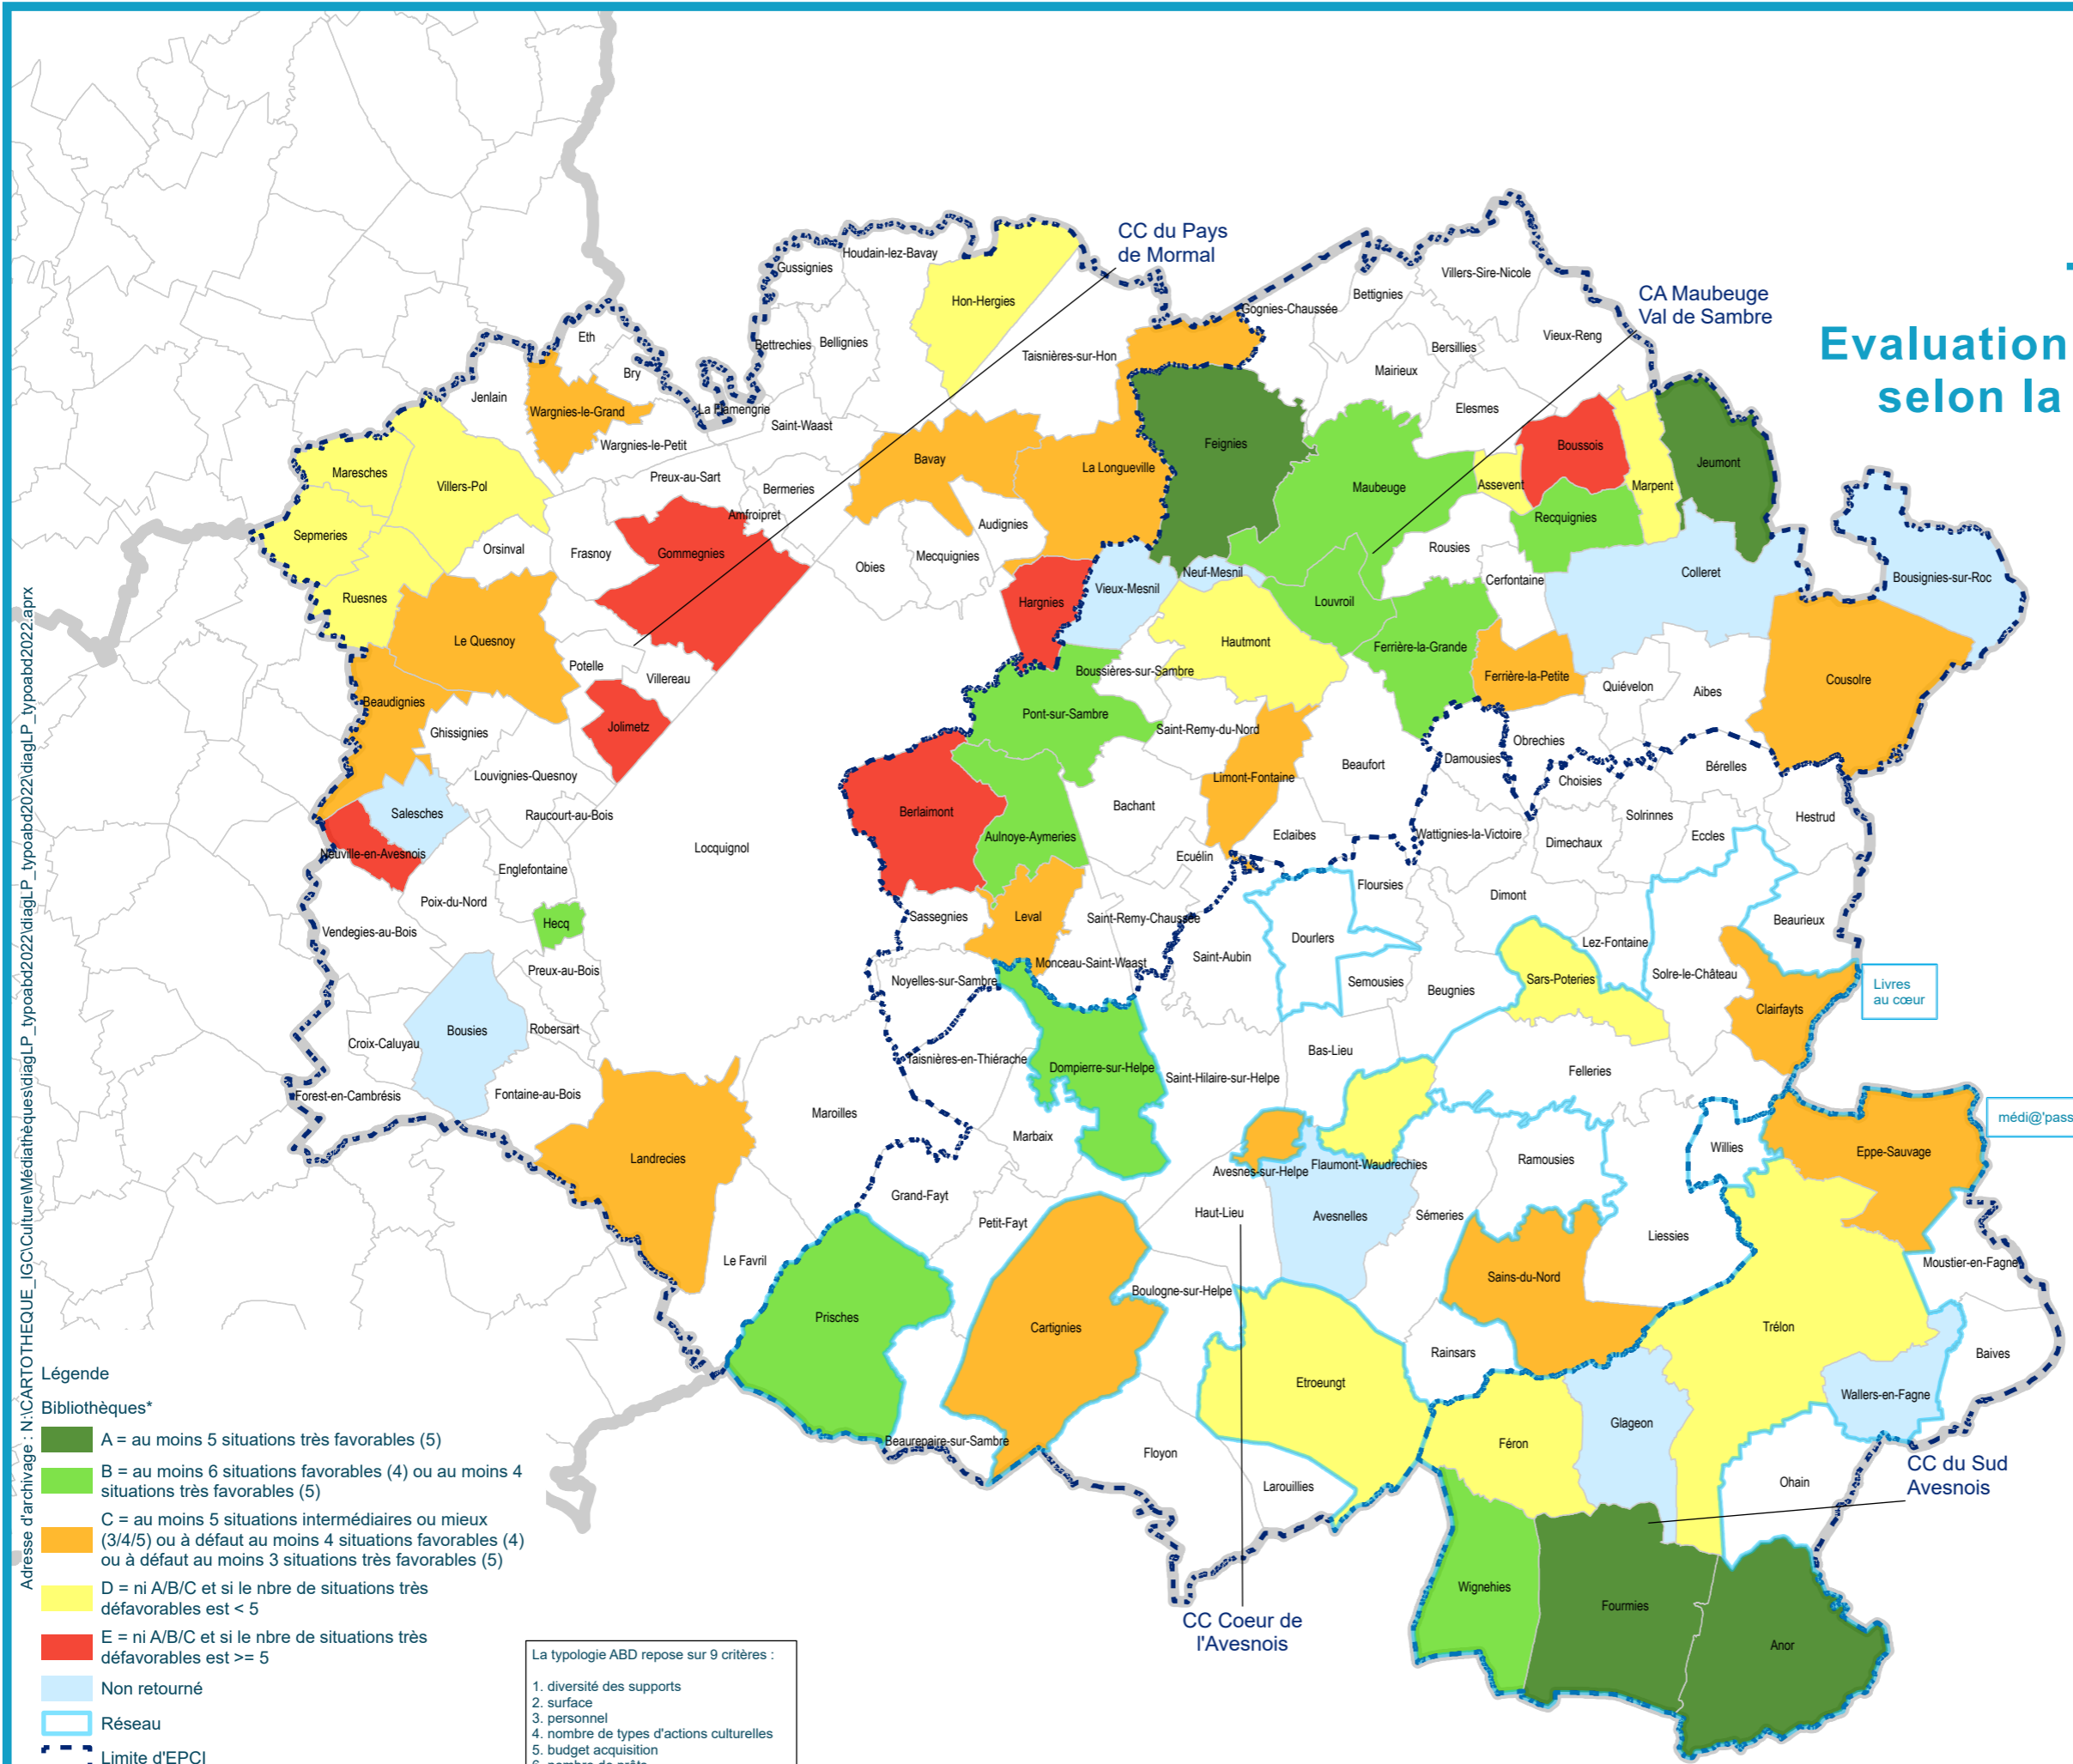 Evaluation
selon la
CC du Pays
de Mormal
CA Maubeuge
Val de Sambre
Houdain-lez-Bavay
Gussignies
Hon-Hergies
Villers-Sire-Nicole
Bettignies
Gognies-Chaussée
Eth
Bettrechies
Bellignies
Taisnières-sur-Hon
Bersillies
Vieux-Reng
Mairieux
Bry
Jenlain
Wargnies-le-Grand
La Flamengrie
Saint-Waast
Elesmes
Wargnies-le-Petit
Feignies
Boussois
Maresches
Villers-Pol
Preux-au-Sart
Bermeries
Bavay
La Longueville
Maubeuge
Assevent
Marpent
Jeumont
Sepmeries
Amfroipret
Audignies
Recquignies
Orsinval
Frasnoy
Gommegnies
Obies
Mecquignies
Rousies
Neuf-Mesnil
Cerfontaine
Colleret
Bousignies-sur-Roc
Ruesnes
Hargnies
Vieux-Mesnil
Louvroil
Le Quesnoy
Hautmont
Ferrière-la-Grande
Potelle
Villereau
Boussières-sur-Sambre
Ferrière-la-Petite
Quiévelon
Aibes
Cousolre
Beaudignies
Jolimetz
Pont-sur-Sambre
Saint-Remy-du-Nord
Ghissignies
Obrechies
Damousies
Louvignies-Quesnoy
Limont-Fontaine
Beaufort
Choisies
Bérelles
Salesches
Raucourt-au-Bois
Berlaimont
Bachant
Solrinnes
Hestrud
Aulnoye-Aymeries
Eclaibes
Wattignies-la-Victoire
Dimechaux
Eccles
Neuville-en-Avesnois
Locquignol
Ecuélin
Englefontaine
Floursies
Dimont
Poix-du-Nord
Hecq
Sassegnies
Leval
Saint-Remy-Chaussée
Beaurieux
Vendegies-au-Bois
Dourlers
Lez-Fontaine
Saint-Aubin
Preux-au-Bois
Monceau-Saint-Waast
Noyelles-sur-Sambre
Semousies
Beugnies
Sars-Poteries
Solre-le-Château
Livres
au cœur
Clairfayts
Bousies
Robersart
Croix-Caluyau
Taisnières-en-Thiérache
Dompierre-sur-Helpe
Bas-Lieu
Saint-Hilaire-sur-Helpe
Felleries
Forest-en-Cambrésis
Fontaine-au-Bois
Maroilles
médi@'pass
Marbaix
Willies
Eppe-Sauvage
Landrecies
Avesnes-sur-Helpe
Flaumont-Waudrechies
Ramousies
Grand-Fayt
Petit-Fayt
Haut-Lieu
Avesnelles
Sémeries
Liessies
Le Favril
Moustier-en-Fagne
Sains-du-Nord
Boulogne-sur-Helpe
Prisches
Cartignies
Trélon
Rainsars
Baives
Etroeungt
Wallers-en-Fagne
Glageon
Beaurepaire-sur-Sambre
Féron
Floyon
Larouillies
Ohain
CC du Sud
Avesnois
Wignehies
Fourmies
Anor
CC Coeur de
l'Avesnois
Adresse d'archivage : N:\CARTOTHEQUE_IGC\Culture\Médiathèques\diagLP_typoabd2022\diagLP_typoabd2022\diagLP_typoabd2022.aprx
Légende
Bibliothèques*
A = au moins 5 situations très favorables (5)
B = au moins 6 situations favorables (4) ou au moins 4
situations très favorables (5)
C = au moins 5 situations intermédiaires ou mieux
(3/4/5) ou à défaut au moins 4 situations favorables (4)
ou à défaut au moins 3 situations très favorables (5)
D = ni A/B/C et si le nbre de situations très
défavorables est < 5
E = ni A/B/C et si le nbre de situations très
défavorables est >= 5
Non retourné
Réseau
Limite d'EPCI
La typologie ABD repose sur 9 critères :
1. diversité des supports
2. surface
3. personnel
4. nombre de types d'actions culturelles
5. budget acquisition
6. nombre de prêts